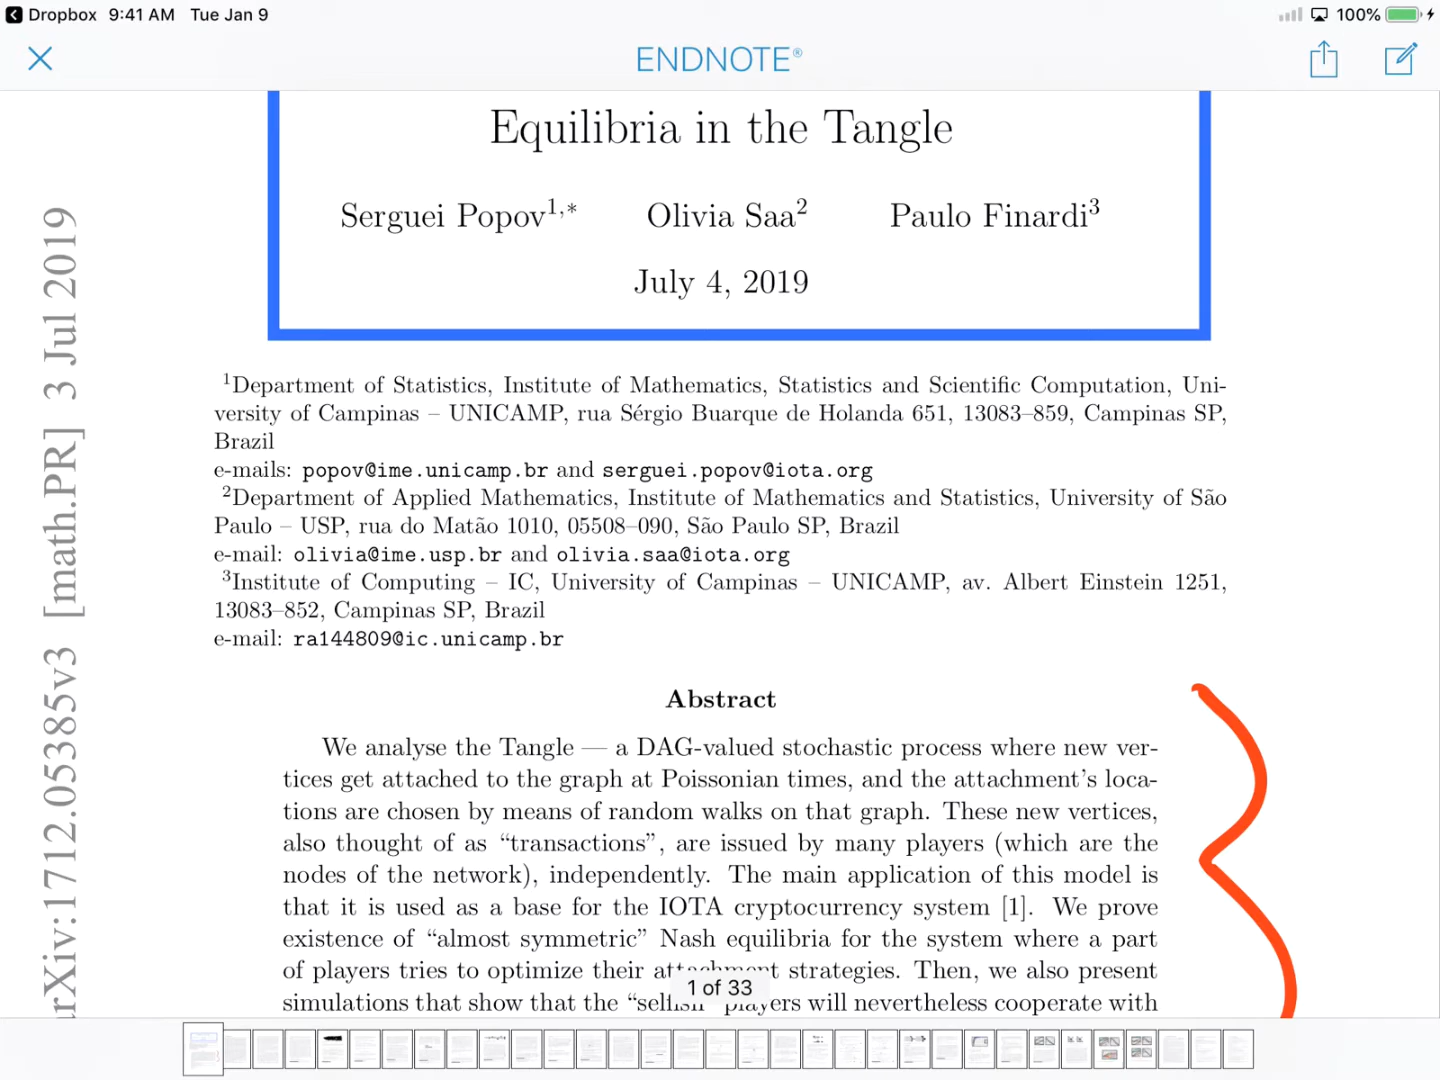 Dropbox 9:41 AM Tue Jan 9 100%
ENDNOTE®
Equilibria in the Tangle
Serguei Popov1,* Olivia Saa2 Paulo Finardi3
July 4, 2019
1Department of Statistics, Institute of Mathematics, Statistics and Scientific Computation, Uni-
versity of Campinas – UNICAMP, rua Sérgio Buarque de Holanda 651, 13083–859, Campinas SP,
Brazil
e-mails: popov@ime.unicamp.br and serguei.popov@iota.org
2Department of Applied Mathematics, Institute of Mathematics and Statistics, University of São
Paulo – USP, rua do Matão 1010, 05508–090, São Paulo SP, Brazil
e-mail: olivia@ime.usp.br and olivia.saa@iota.org
3Institute of Computing – IC, University of Campinas – UNICAMP, av. Albert Einstein 1251,
13083–852, Campinas SP, Brazil
e-mail: ra144809@ic.unicamp.br
Abstract
We analyse the Tangle — a DAG-valued stochastic process where new ver-
tices get attached to the graph at Poissonian times, and the attachment's loca-
tions are chosen by means of random walks on that graph. These new vertices,
also thought of as “transactions”, are issued by many players (which are the
nodes of the network), independently. The main application of this model is
that it is used as a base for the IOTA cryptocurrency system [1]. We prove
existence of “almost symmetric” Nash equilibria for the system where a part
of players tries to optimize their attachment strategies. Then, we also present
simulations that show that the “selfish” players will nevertheless cooperate with
1 of 33
rXiv:1712.05385v3 [math.PR] 3 Jul 2019